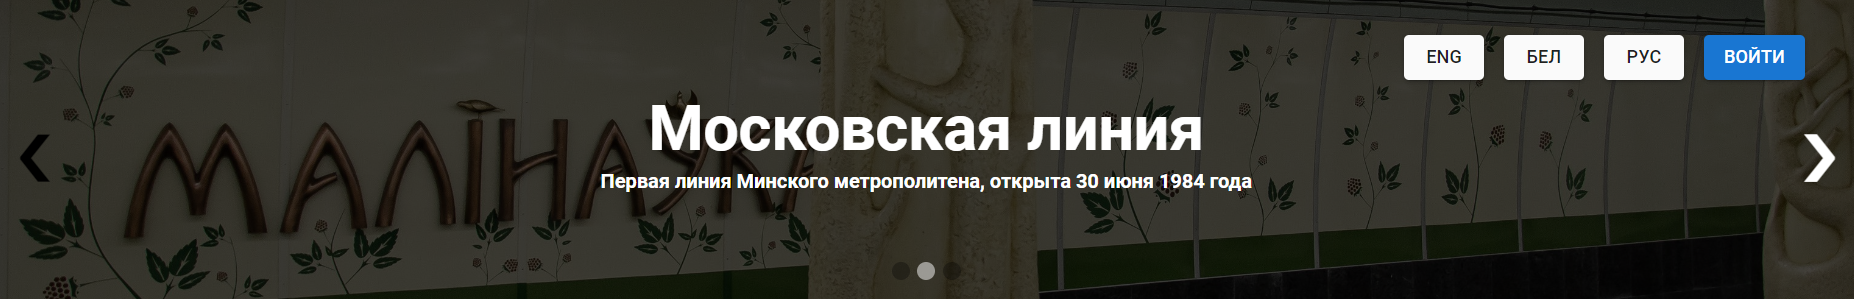 ENG БЕЛ РУС ВОЙТИ
Московская линия
МАЛІНАЎКА
Первая линия Минского метрополитена, открыта 30 июня 1984 года